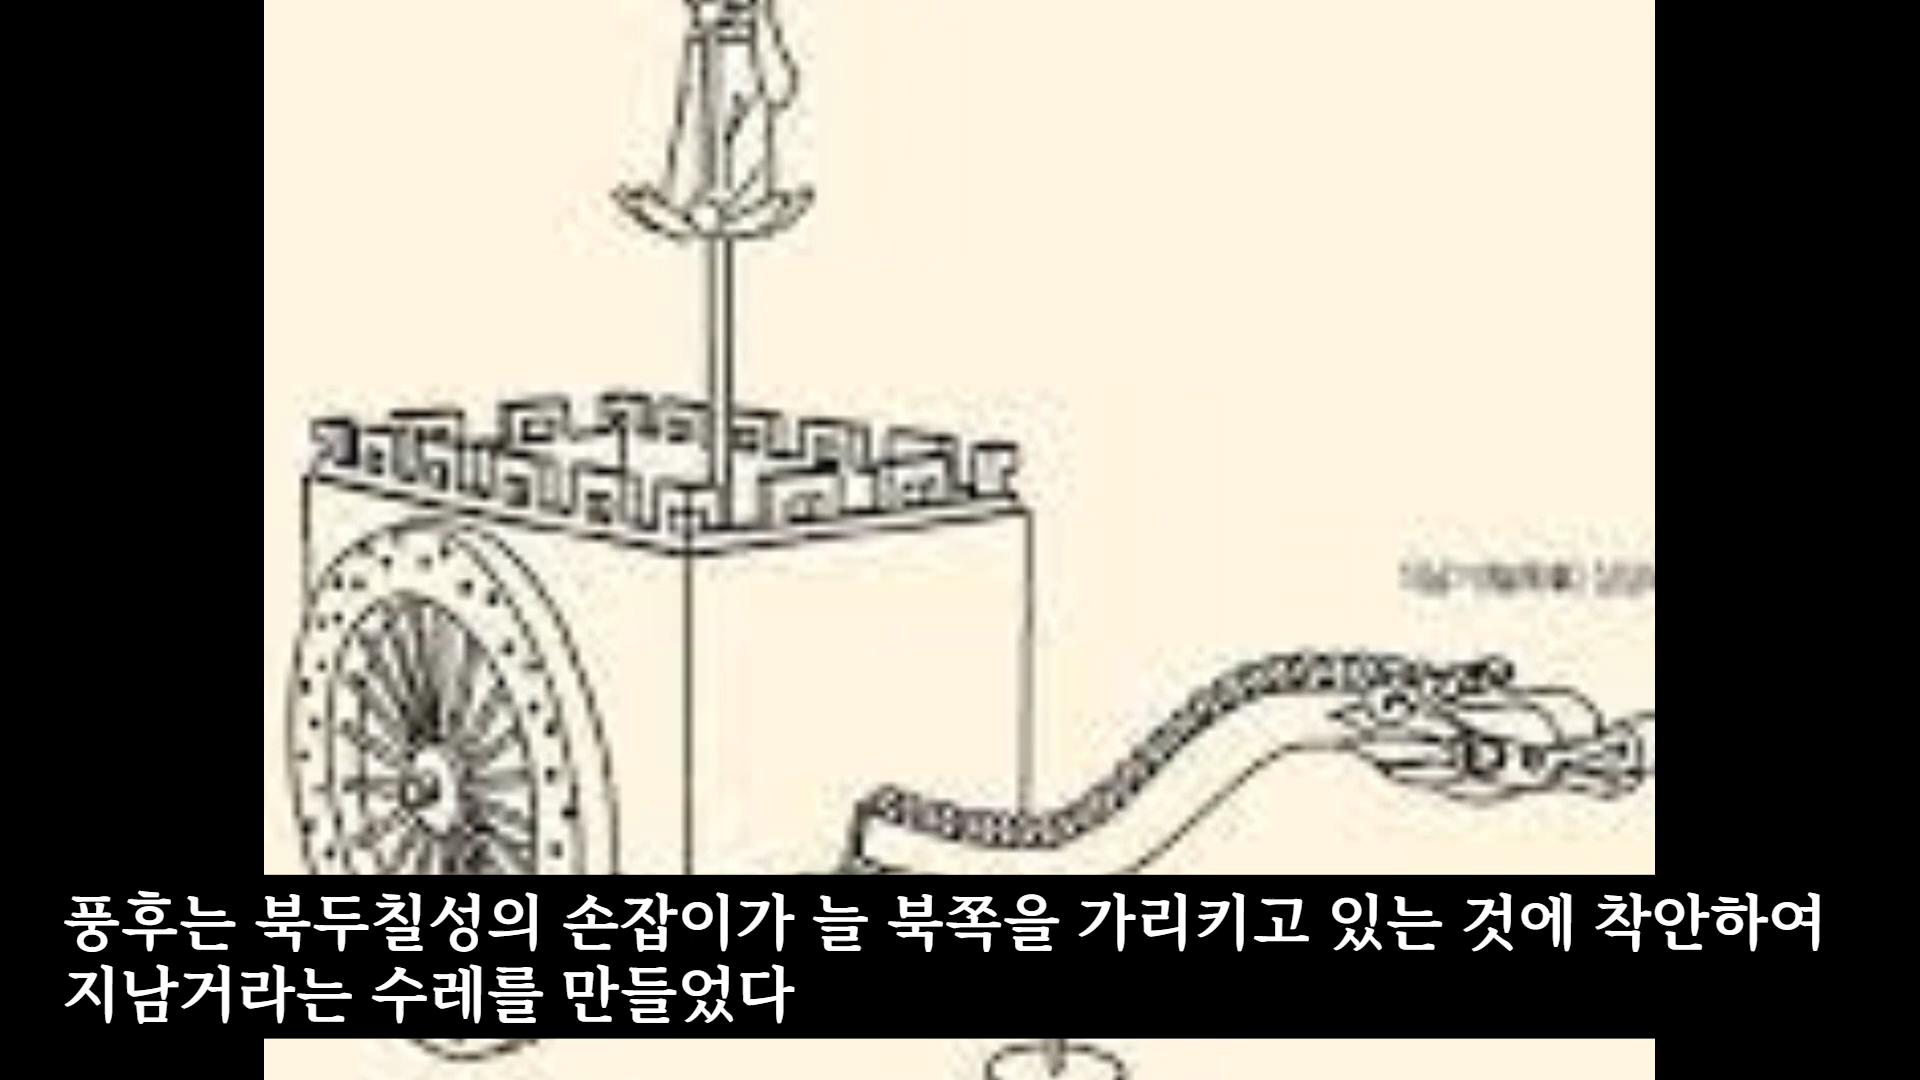 풍후는 북두칠성의 손잡이가 늘 북쪽을 가리키고 있는 것에 착안하여
지남거라는 수레를 만들었다